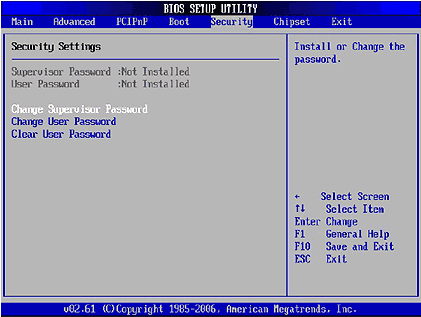 BIOS SETUP UTILITY
Main Advanced PCIPnP Boot Security Chipset Exit
Security Settings
Supervisor Password :Not Installed
User Password :Not Installed
Change Supervisor Password
Change User Password
Clear User Password
Install or Change the
password.
← Select Screen
↑↓ Select Item
Enter Change
F1 General Help
F10 Save and Exit
ESC Exit
v02.61 (C)Copyright 1985-2006, American Megatrends, Inc.